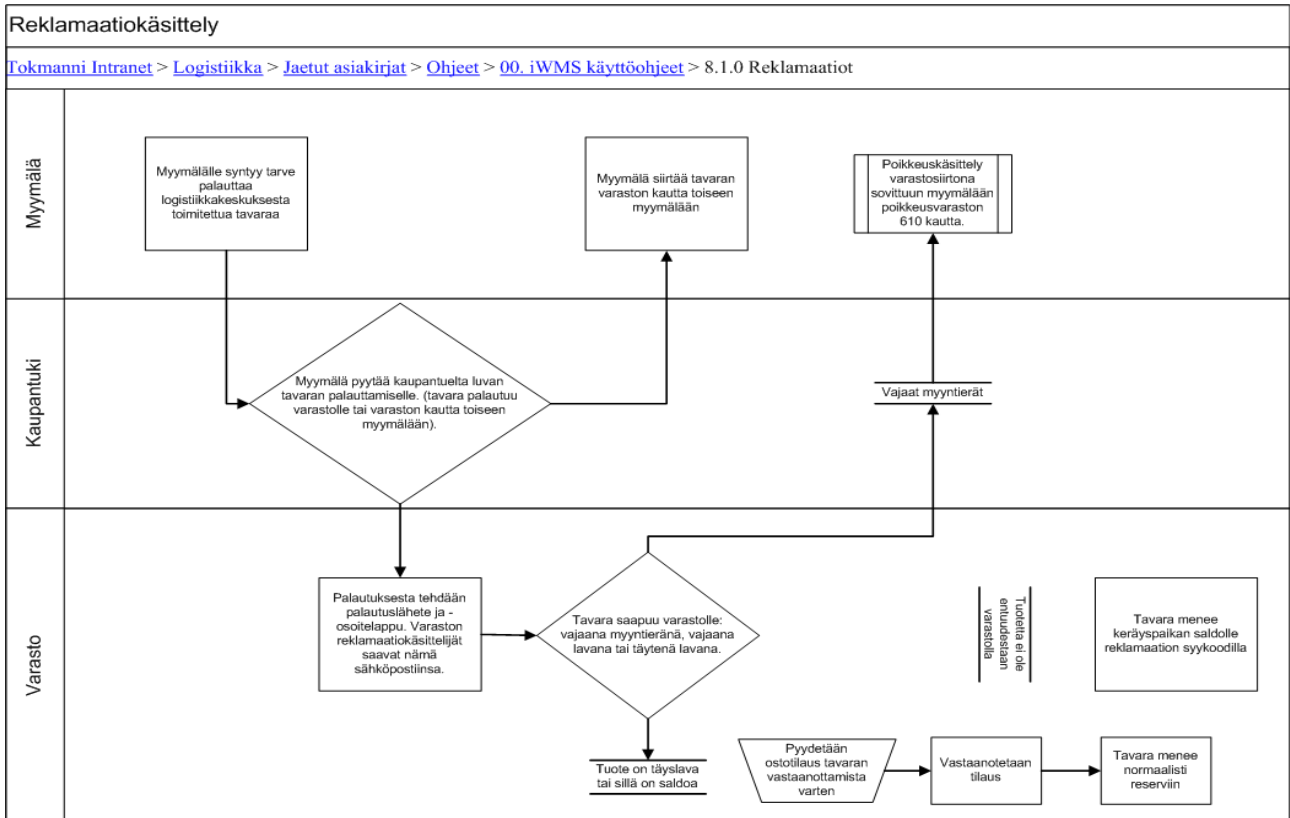 Reklamaatiokäsittely
Tokmanni Intranet > Logistiikka > Jaetut asiakirjat > Ohjeet > 00. iWMS käyttöohjeet > 8.1.0 Reklamaatiot
Myymälä
Myymälälle syntyy tarve
palauttaa
logistiikkakeskuksesta
toimitettua tavaraa
Myymälä siirtää tavaran
varaston kautta toiseen
myymälään
Poikkeuskäsittely
varastosiirtona
sovittuun myymälään
poikkeusvaraston
610 kautta.
Kaupantuki
Myymälä pyytää kaupantuelta luvan
tavaran palauttamiselle. (tavara palautuu
varastolle tai varaston kautta toiseen
myymälään).
Vajaat myyntierät
Varasto
Palautuksesta tehdään
palautuslähete ja -
osoitelappu. Varaston
reklamaatiokäsittelijät
saavat nämä
sähköpostiinsa.
Tavara saapuu varastolle:
vajaana myyntieränä, vajaana
lavana tai täytenä lavana.
Tuotetta ei ole
entuudestaan
varastolla
Tavara menee
keräyspaikan saldolle
reklamaation syykoodilla
Tuote on täyslava
tai sillä on saldoa
Pyydetään
ostotilaus tavaran
vastaanottamista
varten
Vastaanotetaan
tilaus
Tavara menee
normaalisti
reserviin